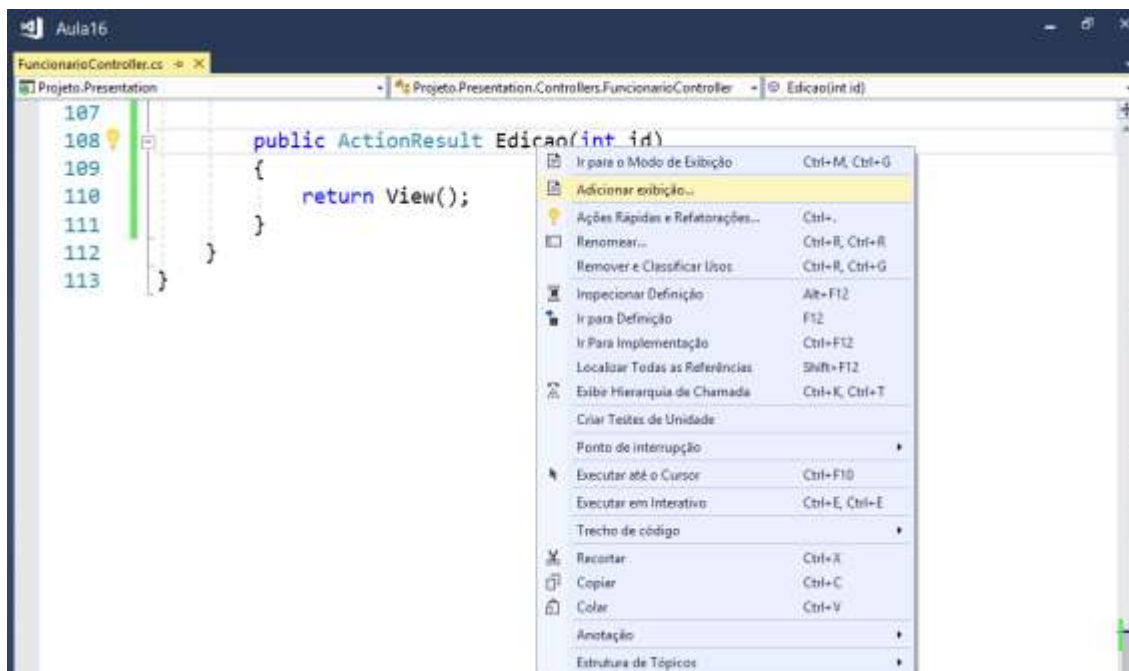 Aula16
FuncionarioController.cs
Projeto.Presentation Projeto.Presentation.Controllers.FuncionarioController Edicao(int id)
107
108 public ActionResult Edicao(int id)
109 {
110 return View();
111 }
112 }
113 }
Ir para o Modo de Exibição Ctrl+M, Ctrl+G
Adicionar exibição...
Ações Rápidas e Refatorações... Ctrl+.
Renomear... Ctrl+R, Ctrl+R
Remover e Classificar Usos Ctrl+R, Ctrl+G
Inspecionar Definição Alt+F12
Ir para Definição F12
Ir Para Implementação Ctrl+F12
Localizar Todas as Referências Shift+F12
Exibir Hierarquia de Chamada Ctrl+K, Ctrl+T
Criar Testes de Unidade
Ponto de interrupção
Executar até o Cursor Ctrl+F10
Executar em Interativo Ctrl+E, Ctrl+E
Trecho de código
Recortar Ctrl+X
Copiar Ctrl+C
Colar Ctrl+V
Anotação
Estrutura de Tópicos